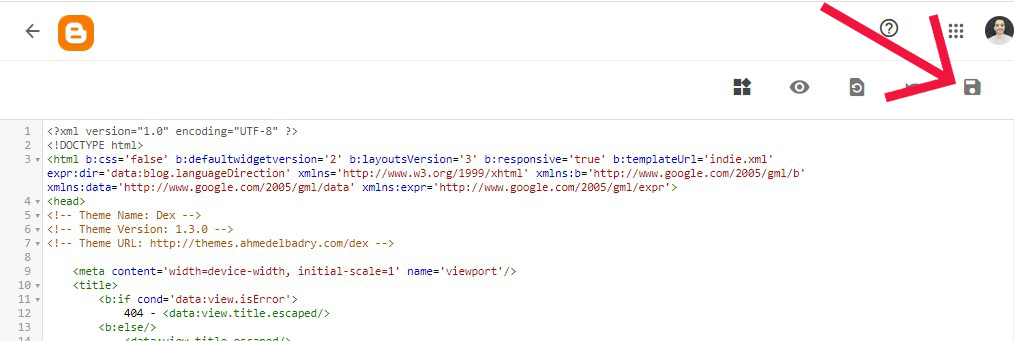 1 <?xml version="1.0" encoding="UTF-8" ?>
2 <!DOCTYPE html>
3 <html b:css='false' b:defaultwidgetversion='2' b:layoutsVersion='3' b:responsive='true' b:templateUrl='indie.xml'
expr:dir='data:blog.languageDirection' xmlns='http://www.w3.org/1999/xhtml' xmlns:b='http://www.google.com/2005/gml/b'
xmlns:data='http://www.google.com/2005/gml/data' xmlns:expr='http://www.google.com/2005/gml/expr'>
4 <head>
5 <!-- Theme Name: Dex -->
6 <!-- Theme Version: 1.3.0 -->
7 <!-- Theme URL: http://themes.ahmedelbadry.com/dex -->
8
9 <meta content='width=device-width, initial-scale=1' name='viewport'/>
10 <title>
11 <b:if cond='data:view.isError'>
12 404 - <data:view.title.escaped/>
13 <b:else/>
14 <data:view.title.escaped/>